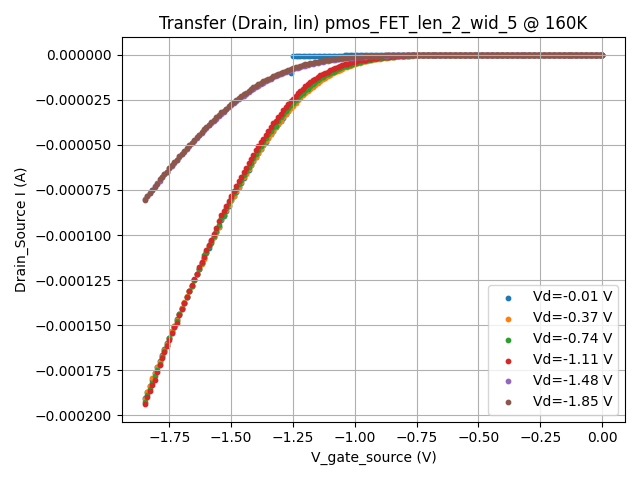 Transfer (Drain, lin) pmos_FET_len_2_wid_5 @ 160K
Drain_Source I (A)
0.000000
−0.000025
−0.000050
−0.000075
−0.000100
−0.000125
−0.000150
−0.000175
−0.000200
Vd=-0.01 V
Vd=-0.37 V
Vd=-0.74 V
Vd=-1.11 V
Vd=-1.48 V
Vd=-1.85 V
−1.75 −1.50 −1.25 −1.00 −0.75 −0.50 −0.25 0.00
V_gate_source (V)